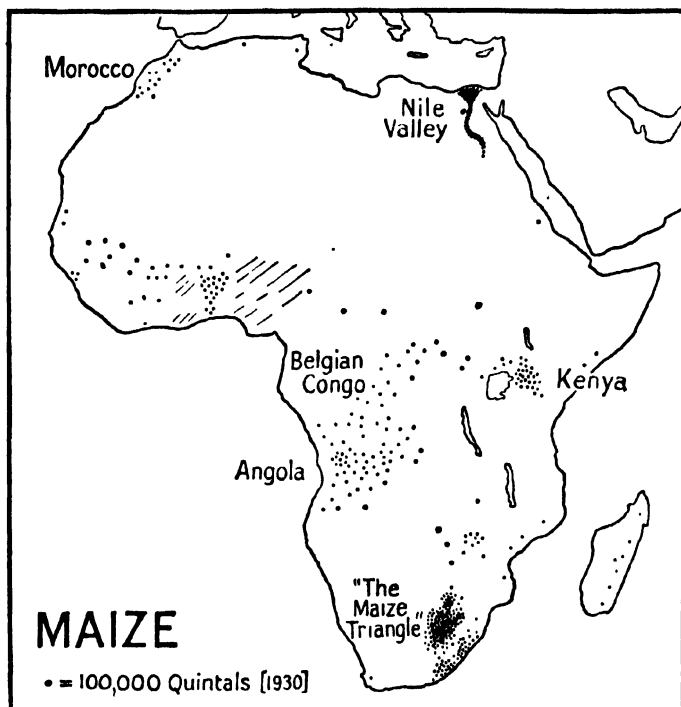 Morocco
Nile
Valley
Belgian
Congo
Kenya
Angola
"The
Maize
Triangle"
MAIZE
• = 100,000 Quintals [1930]